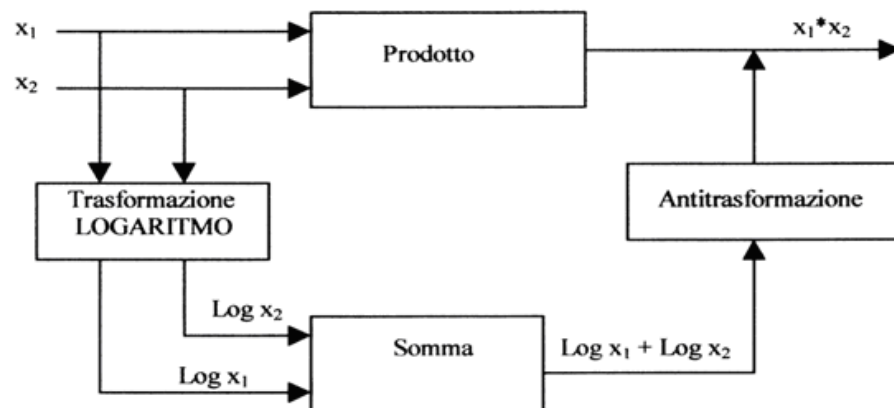 x₁
x₁*x₂
Prodotto
x₂
Trasformazione
LOGARITMO
Antitrasformazione
Log x₂
Somma
Log x₁ + Log x₂
Log x₁